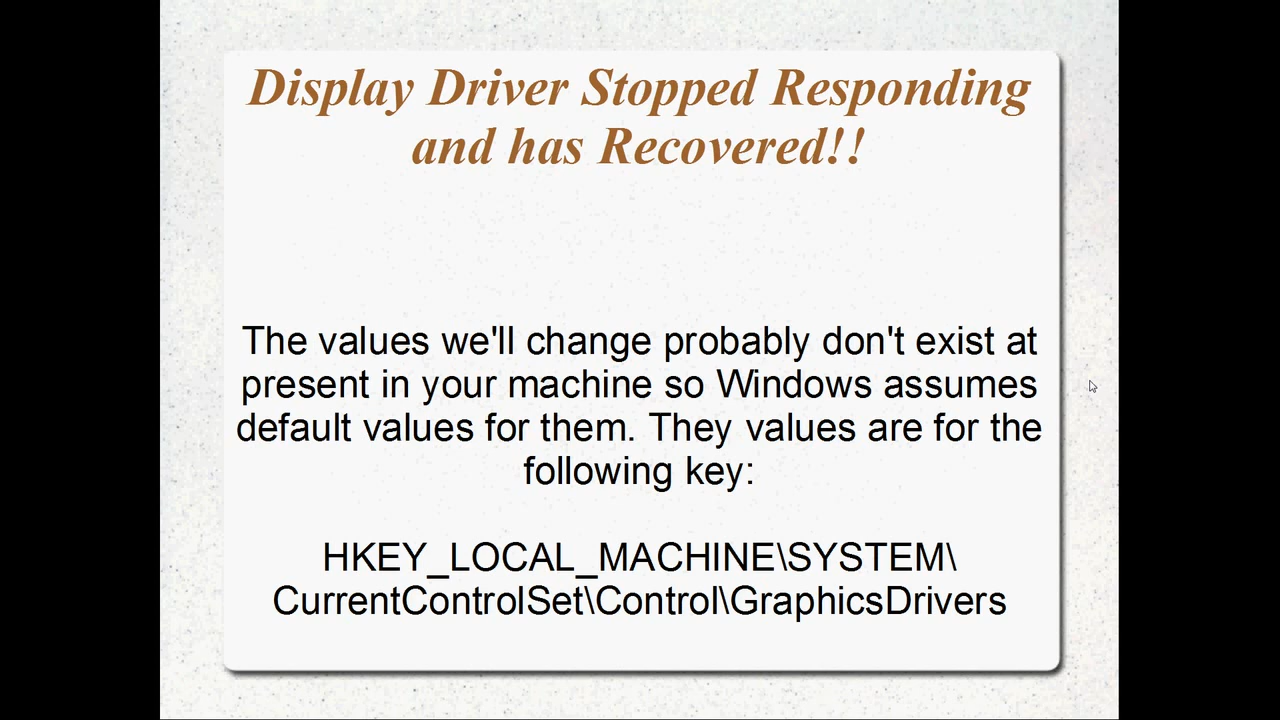 Display Driver Stopped Responding
and has Recovered!!
The values we'll change probably don't exist at
present in your machine so Windows assumes
default values for them. They values are for the
following key:
HKEY_LOCAL_MACHINE\SYSTEM\
CurrentControlSet\Control\GraphicsDrivers